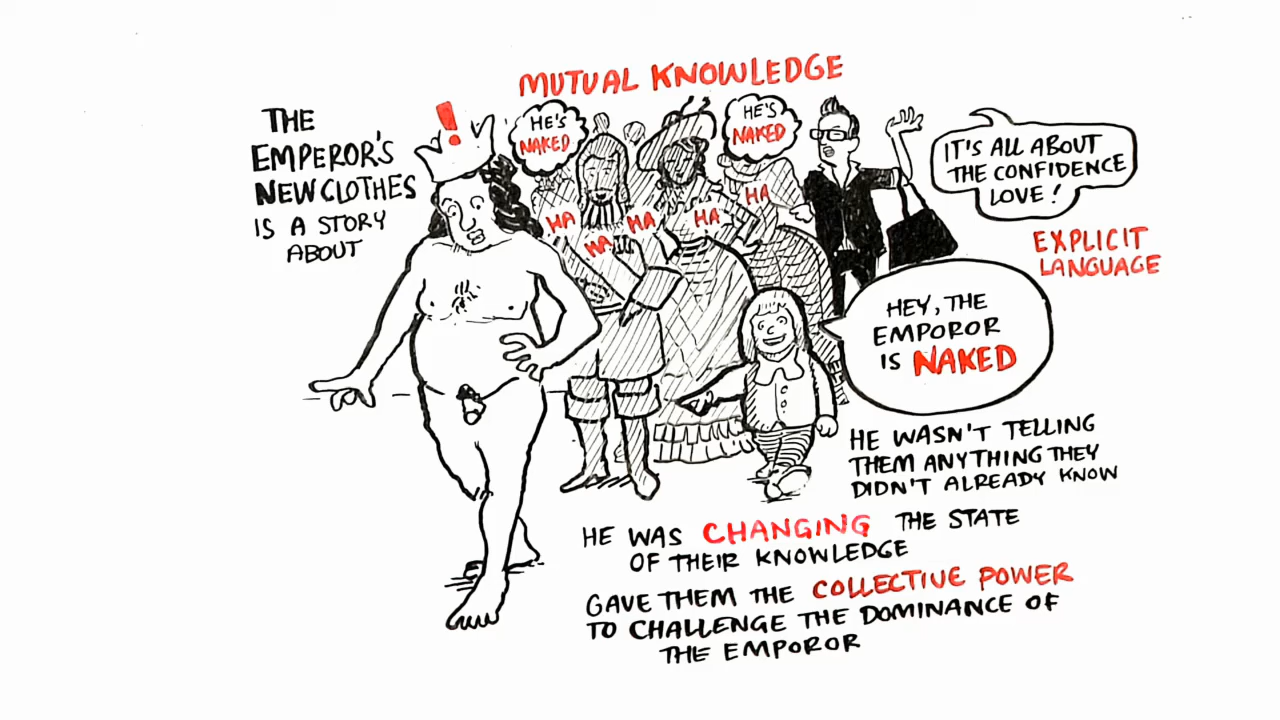 MUTUAL KNOWLEDGE
THE
EMPEROR'S
NEW CLOTHES
IS A STORY
ABOUT
!
HE'S
NAKED
HE'S
NAKED
HA
HA
HA
HA
HA
IT'S ALL ABOUT
THE CONFIDENCE
LOVE!
EXPLICIT
LANGUAGE
HEY, THE
EMPOROR
IS NAKED
HE WASN'T TELLING
THEM ANYTHING THEY
DIDN'T ALREADY KNOW
HE WAS CHANGING THE STATE
OF THEIR KNOWLEDGE
GAVE THEM THE COLLECTIVE POWER
TO CHALLENGE THE DOMINANCE OF
THE EMPOROR